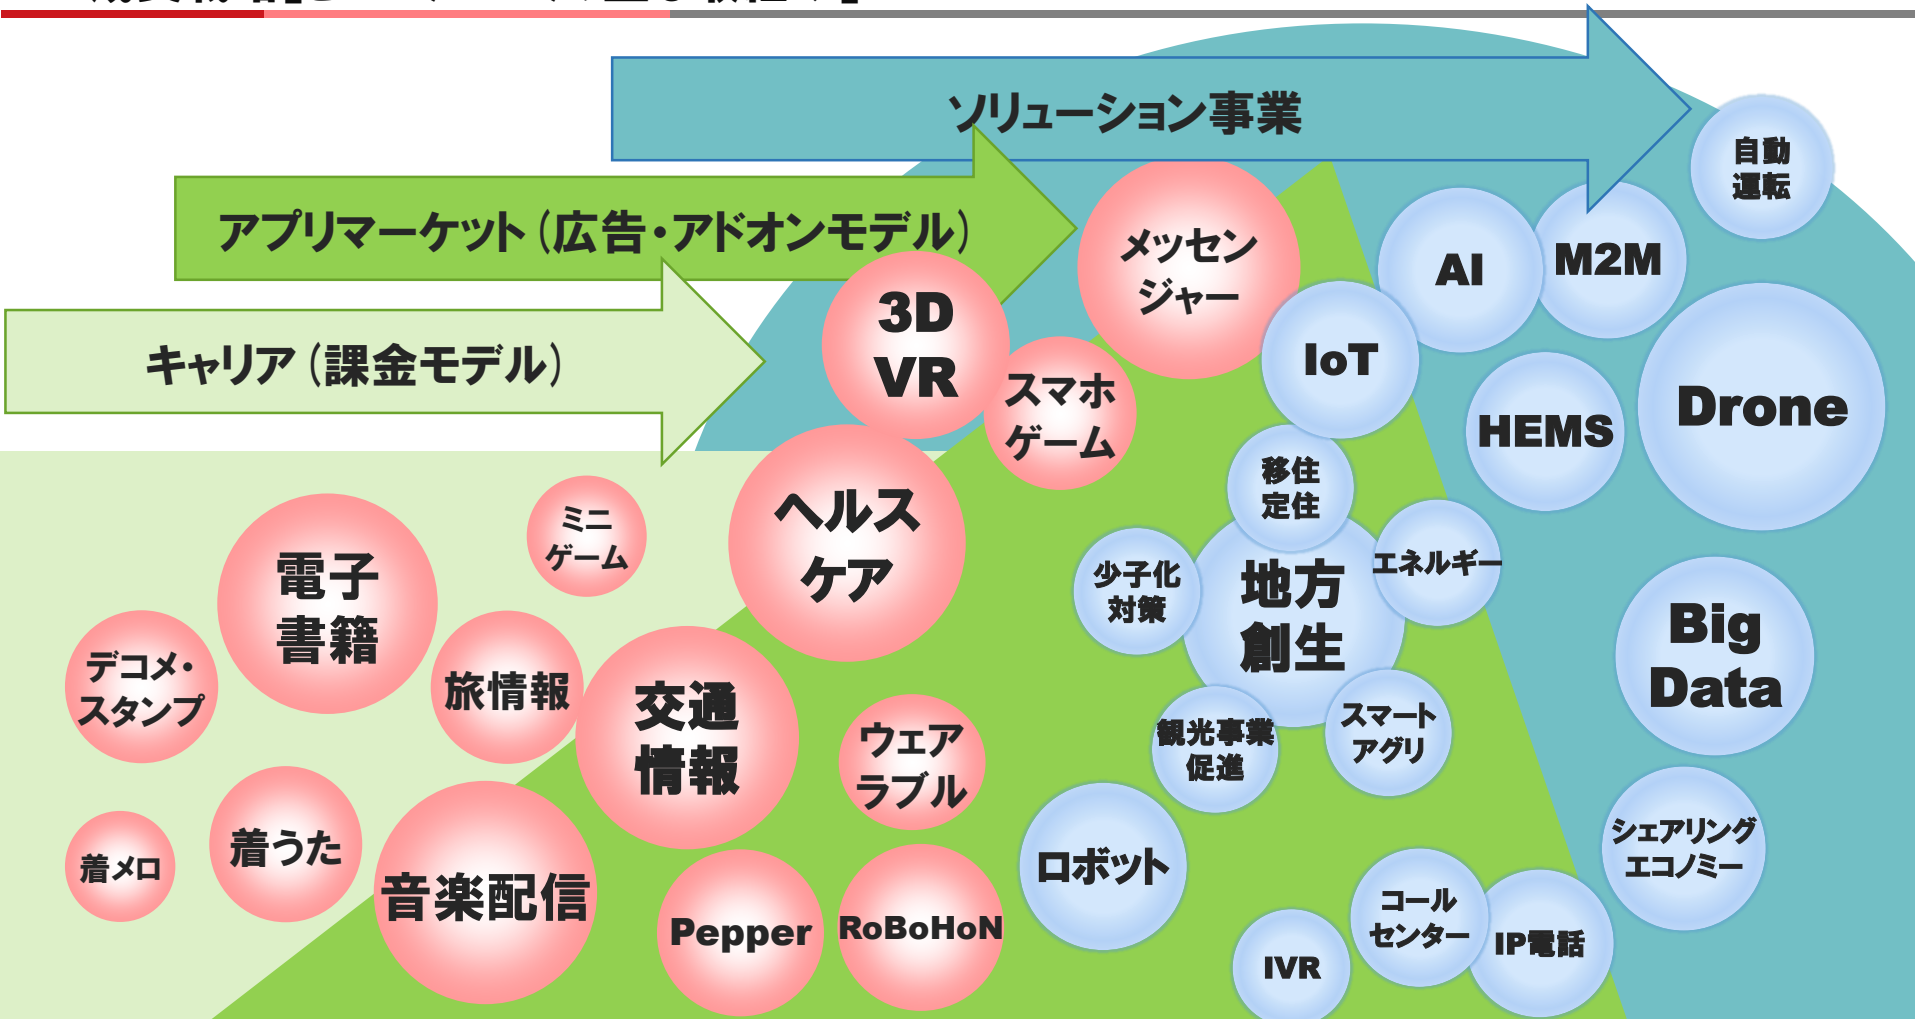 ソリューション事業
自動
運転
アプリマーケット（広告・アドオンモデル）
メッセン
ジャー
AI
M2M
3D
VR
キャリア（課金モデル）
スマホ
ゲーム
IoT
HEMS
Drone
移住
定住
ヘルス
ケア
ミニ
ゲーム
電子
書籍
少子化
対策
地方
創生
エネルギー
Big
Data
デコメ・
スタンプ
旅情報
交通
情報
ウェア
ラブル
観光事業
促進
スマート
アグリ
着メロ
着うた
音楽配信
Pepper
RoBoHoN
ロボット
IVR
コール
センター
IP電話
シェアリング
エコノミー